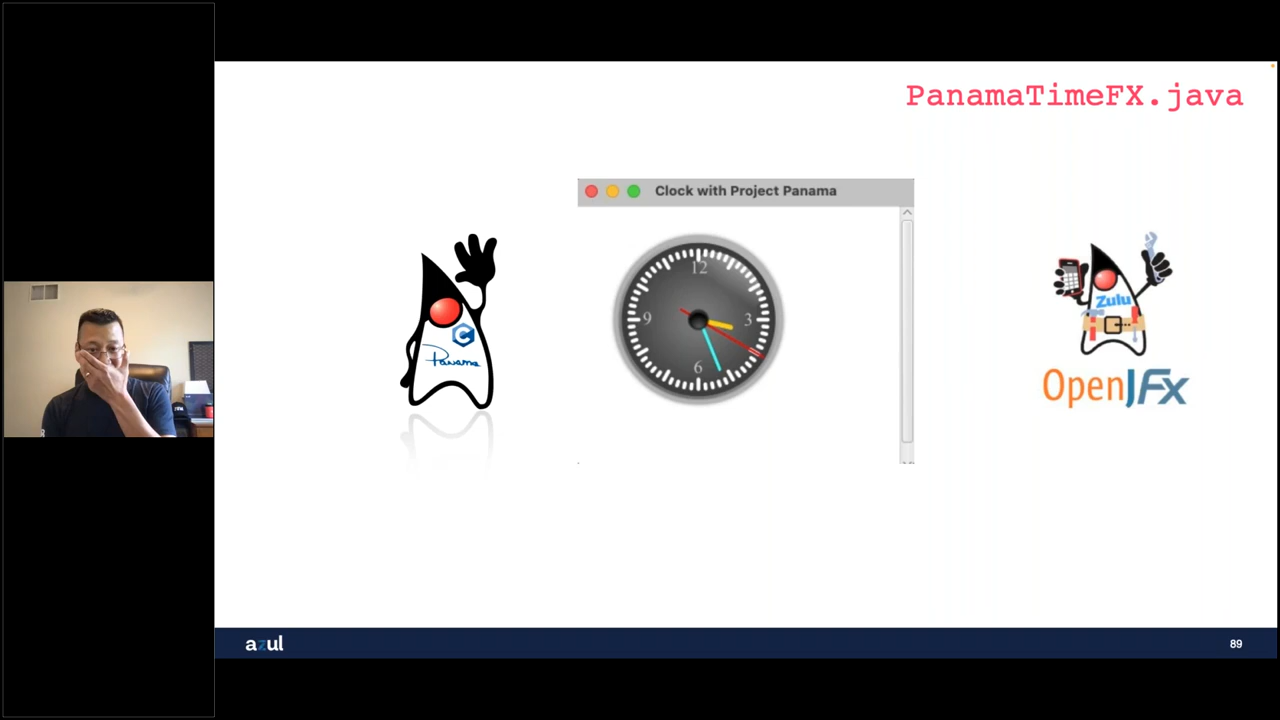 PanamaTimeFX.java
Clock with Project Panama
12
9
3
6
C
Panama
Zulu
OpenJFx
azul
89